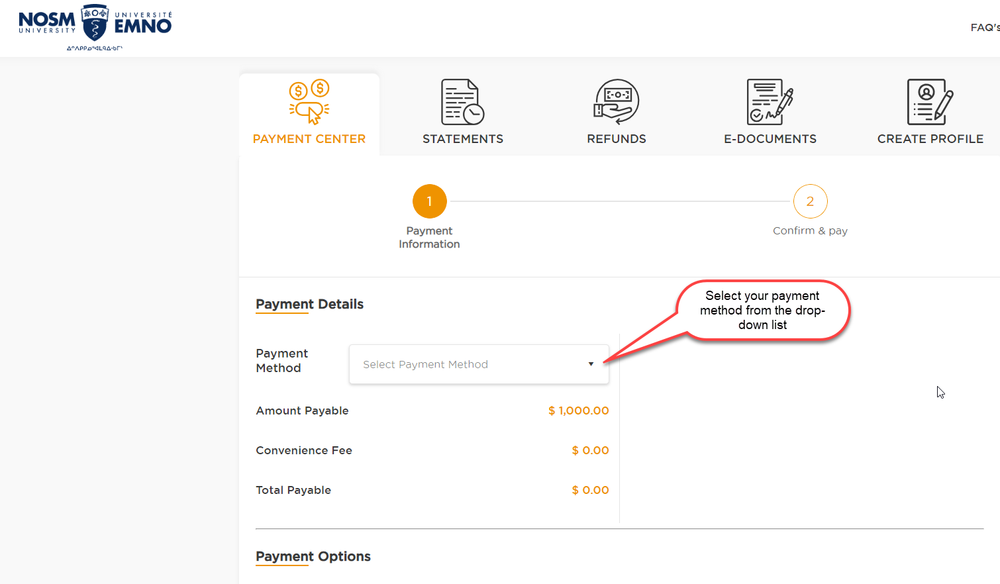 NOSM UNIVERSITÉ
UNIVERSITY EMNO
FAQ's
$ $
PAYMENT CENTER
STATEMENTS
REFUNDS
E-DOCUMENTS
CREATE PROFILE
1
2
Payment
Information
Confirm & pay
Select your payment
method from the drop-
down list
Payment Details
Payment
Method
Select Payment Method
Amount Payable $ 1,000.00
Convenience Fee $ 0.00
Total Payable $ 0.00
Payment Options